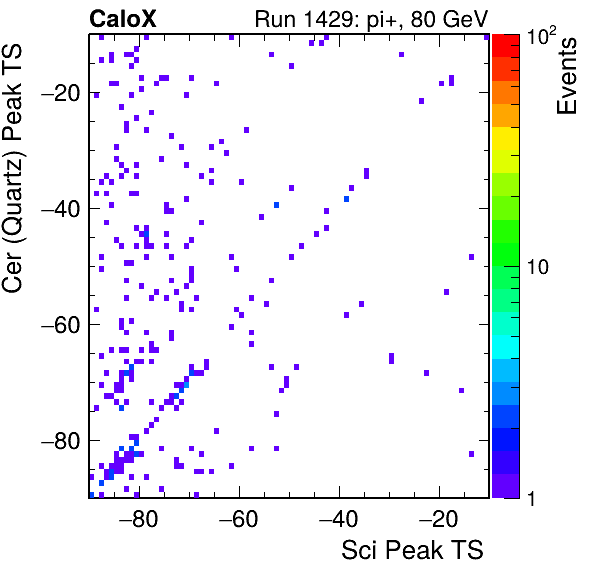 CaloX Run 1429: pi+, 80 GeV
Cer (Quartz) Peak TS
−20
−40
−60
−80
−80 −60 −40 −20
Sci Peak TS
10²
10
1
Events